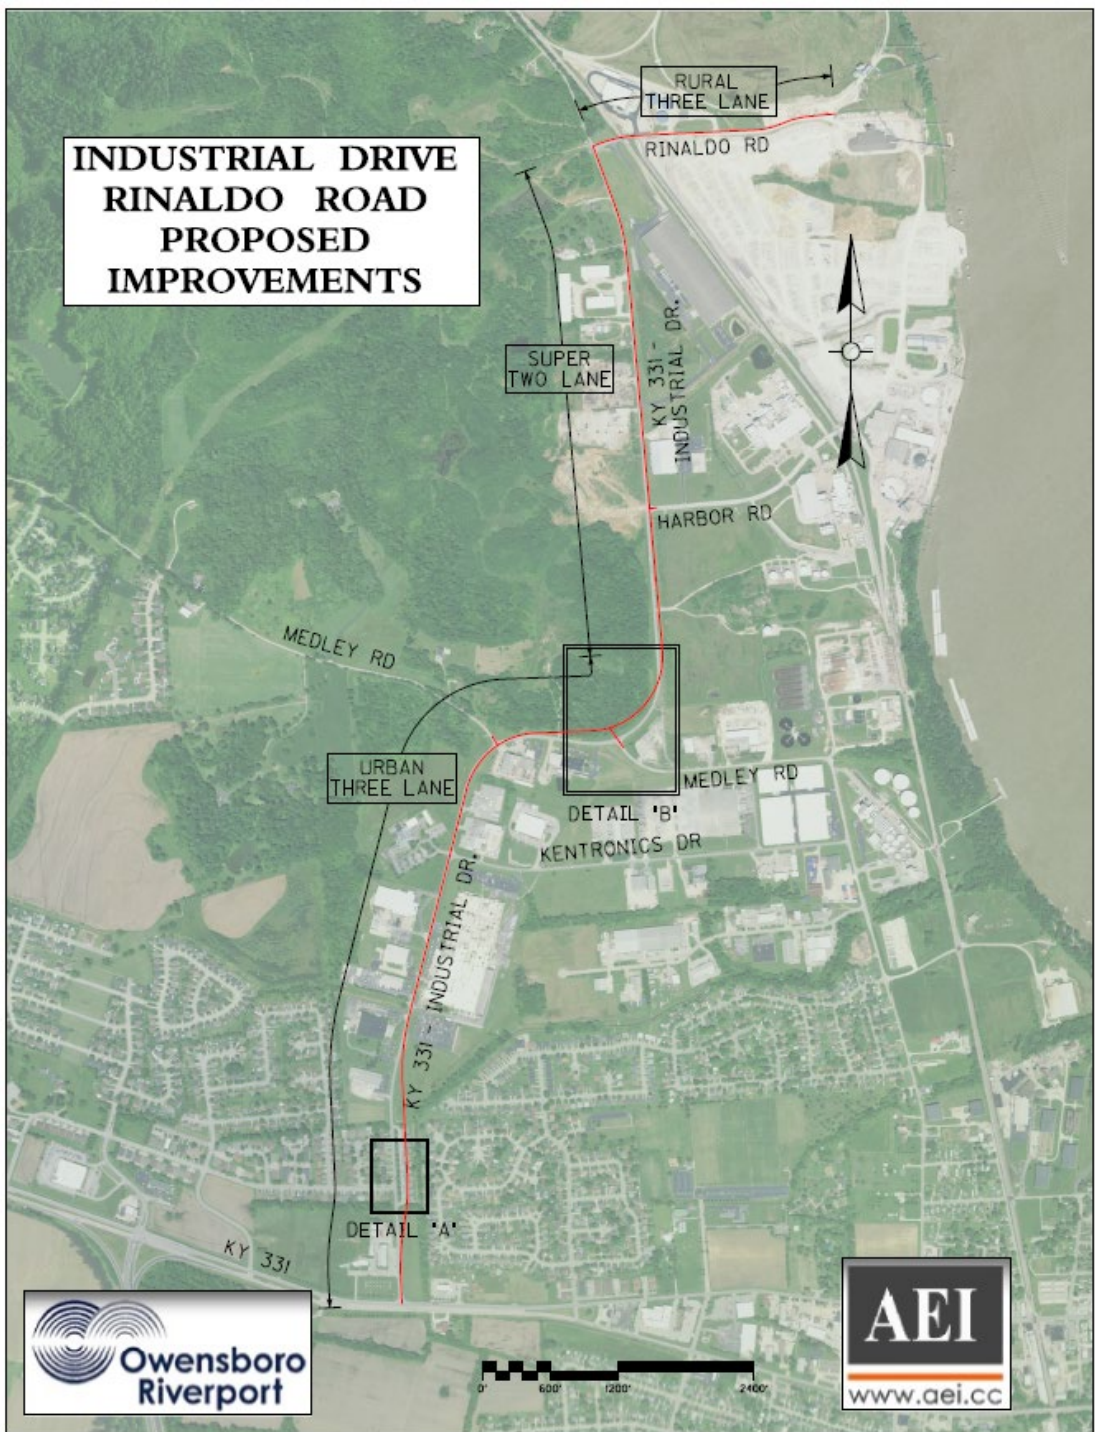 RURAL
THREE LANE
RINALDO RD
INDUSTRIAL DRIVE
RINALDO ROAD
PROPOSED
IMPROVEMENTS
SUPER
TWO LANE
KY 331 -
INDUSTRIAL DR.
HARBOR RD
MEDLEY RD
URBAN
THREE LANE
MEDLEY RD
DETAIL "B"
KENTRONICS DR
KY 331 - INDUSTRIAL DR.
DETAIL "A"
KY 331
Owensboro
Riverport
0' 600' 1200' 2400'
AEI
www.aei.cc